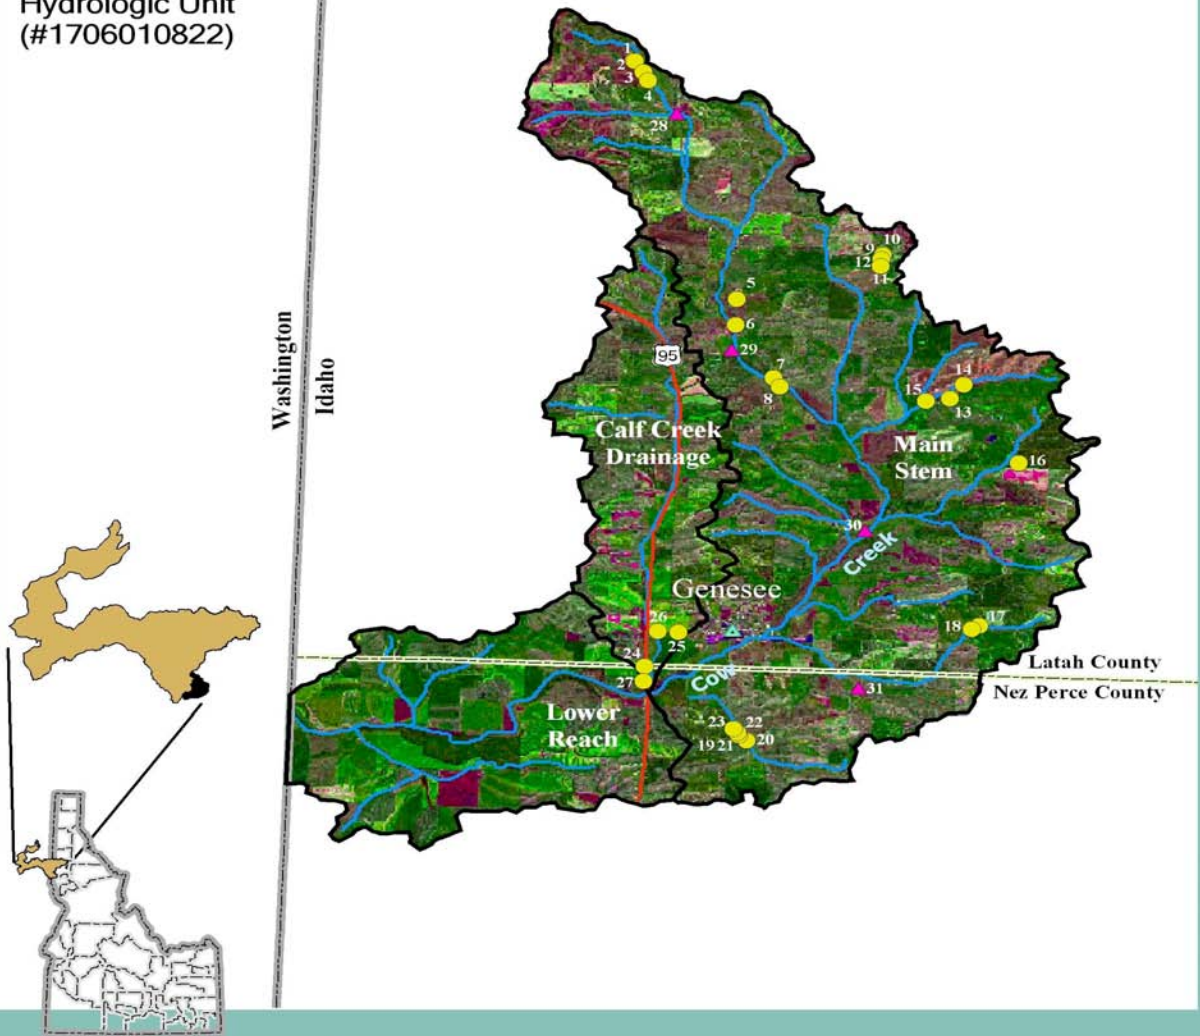 Hydrologic Unit
(#1706010822)
1
2
3
4
28
10
9
12
11
5
6
29
95
7
8
14
15
13
Washington
Idaho
Calf Creek
Drainage
Main
Stem
16
30
Creek
Genesee
26
25
18
17
24
27
Latah County
Nez Perce County
Cow
31
Lower
Reach
23
22
19
21
20